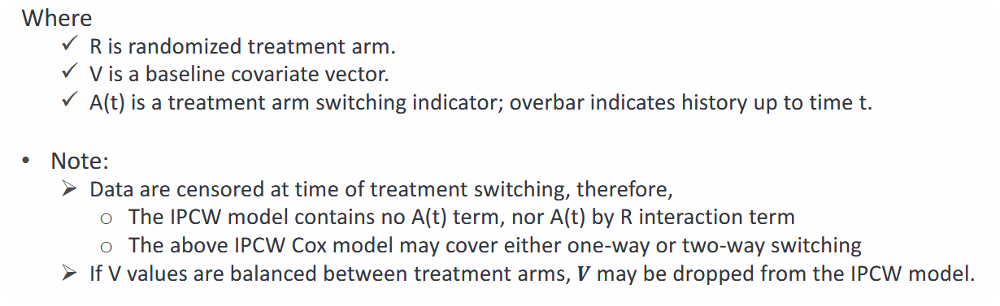 Where
✓ R is randomized treatment arm.
✓ V is a baseline covariate vector.
✓ A(t) is a treatment arm switching indicator; overbar indicates history up to time t.
• Note:
➢ Data are censored at time of treatment switching, therefore,
○ The IPCW model contains no A(t) term, nor A(t) by R interaction term
○ The above IPCW Cox model may cover either one-way or two-way switching
➢ If V values are balanced between treatment arms, V may be dropped from the IPCW model.